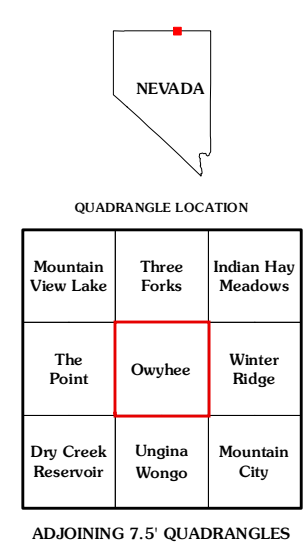 NEVADA
QUADRANGLE LOCATION
Mountain
View Lake
Three
Forks
Indian Hay
Meadows
The
Point
Owyhee
Winter
Ridge
Dry Creek
Reservoir
Ungina
Wongo
Mountain
City
ADJOINING 7.5' QUADRANGLES